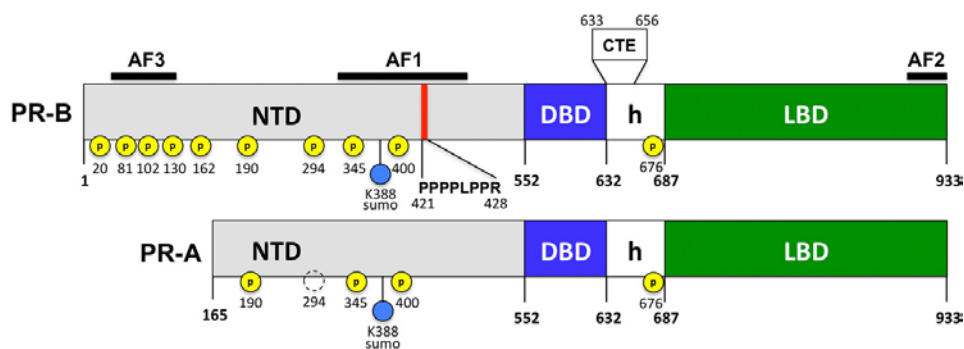 633 656
CTE
AF3 AF1 AF2
PR-B NTD DBD h LBD
p p p p p p p p p p
20 81 102 130 162 190 294 345 400 676
K388
sumo
PPPPLPPR
421 428
1 552 632 687 933
PR-A NTD DBD h LBD
p p p p
190 294 345 400 676
K388
sumo
165 552 632 687 933